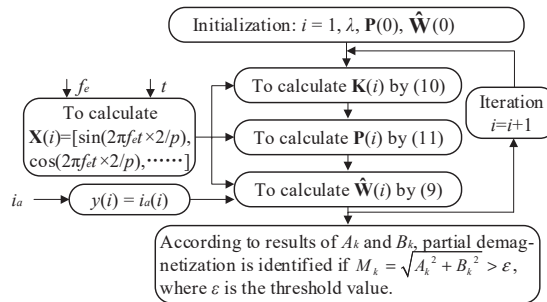 Initialization: i = 1, λ, P(0), Ŵ(0)
fe
t
To calculate K(i) by (10)
Iteration
i=i+1
To calculate
X(i)=[sin(2πfet×2/p),
cos(2πfet×2/p),⋯⋯]
To calculate P(i) by (11)
ia
y(i) = ia(i)
To calculate Ŵ(i) by (9)
According to results of Ak and Bk, partial demag-
netization is identified if Mk = √(Ak² + Bk²) > ε,
where ε is the threshold value.